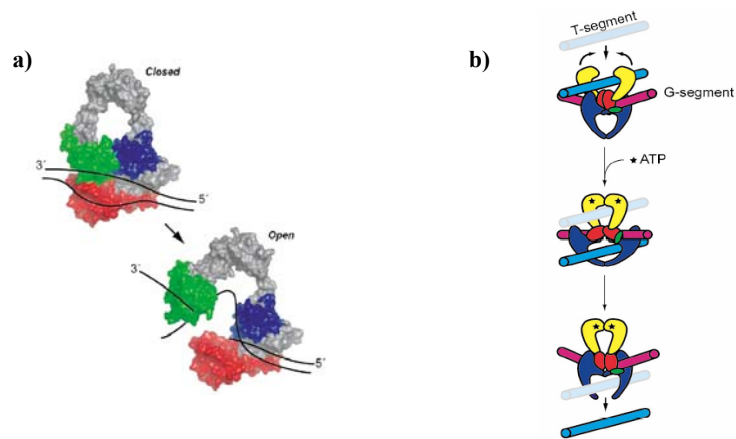 a)
Closed
3´
5´
Open
3´
5´
b)
T-segment
G-segment
ATP